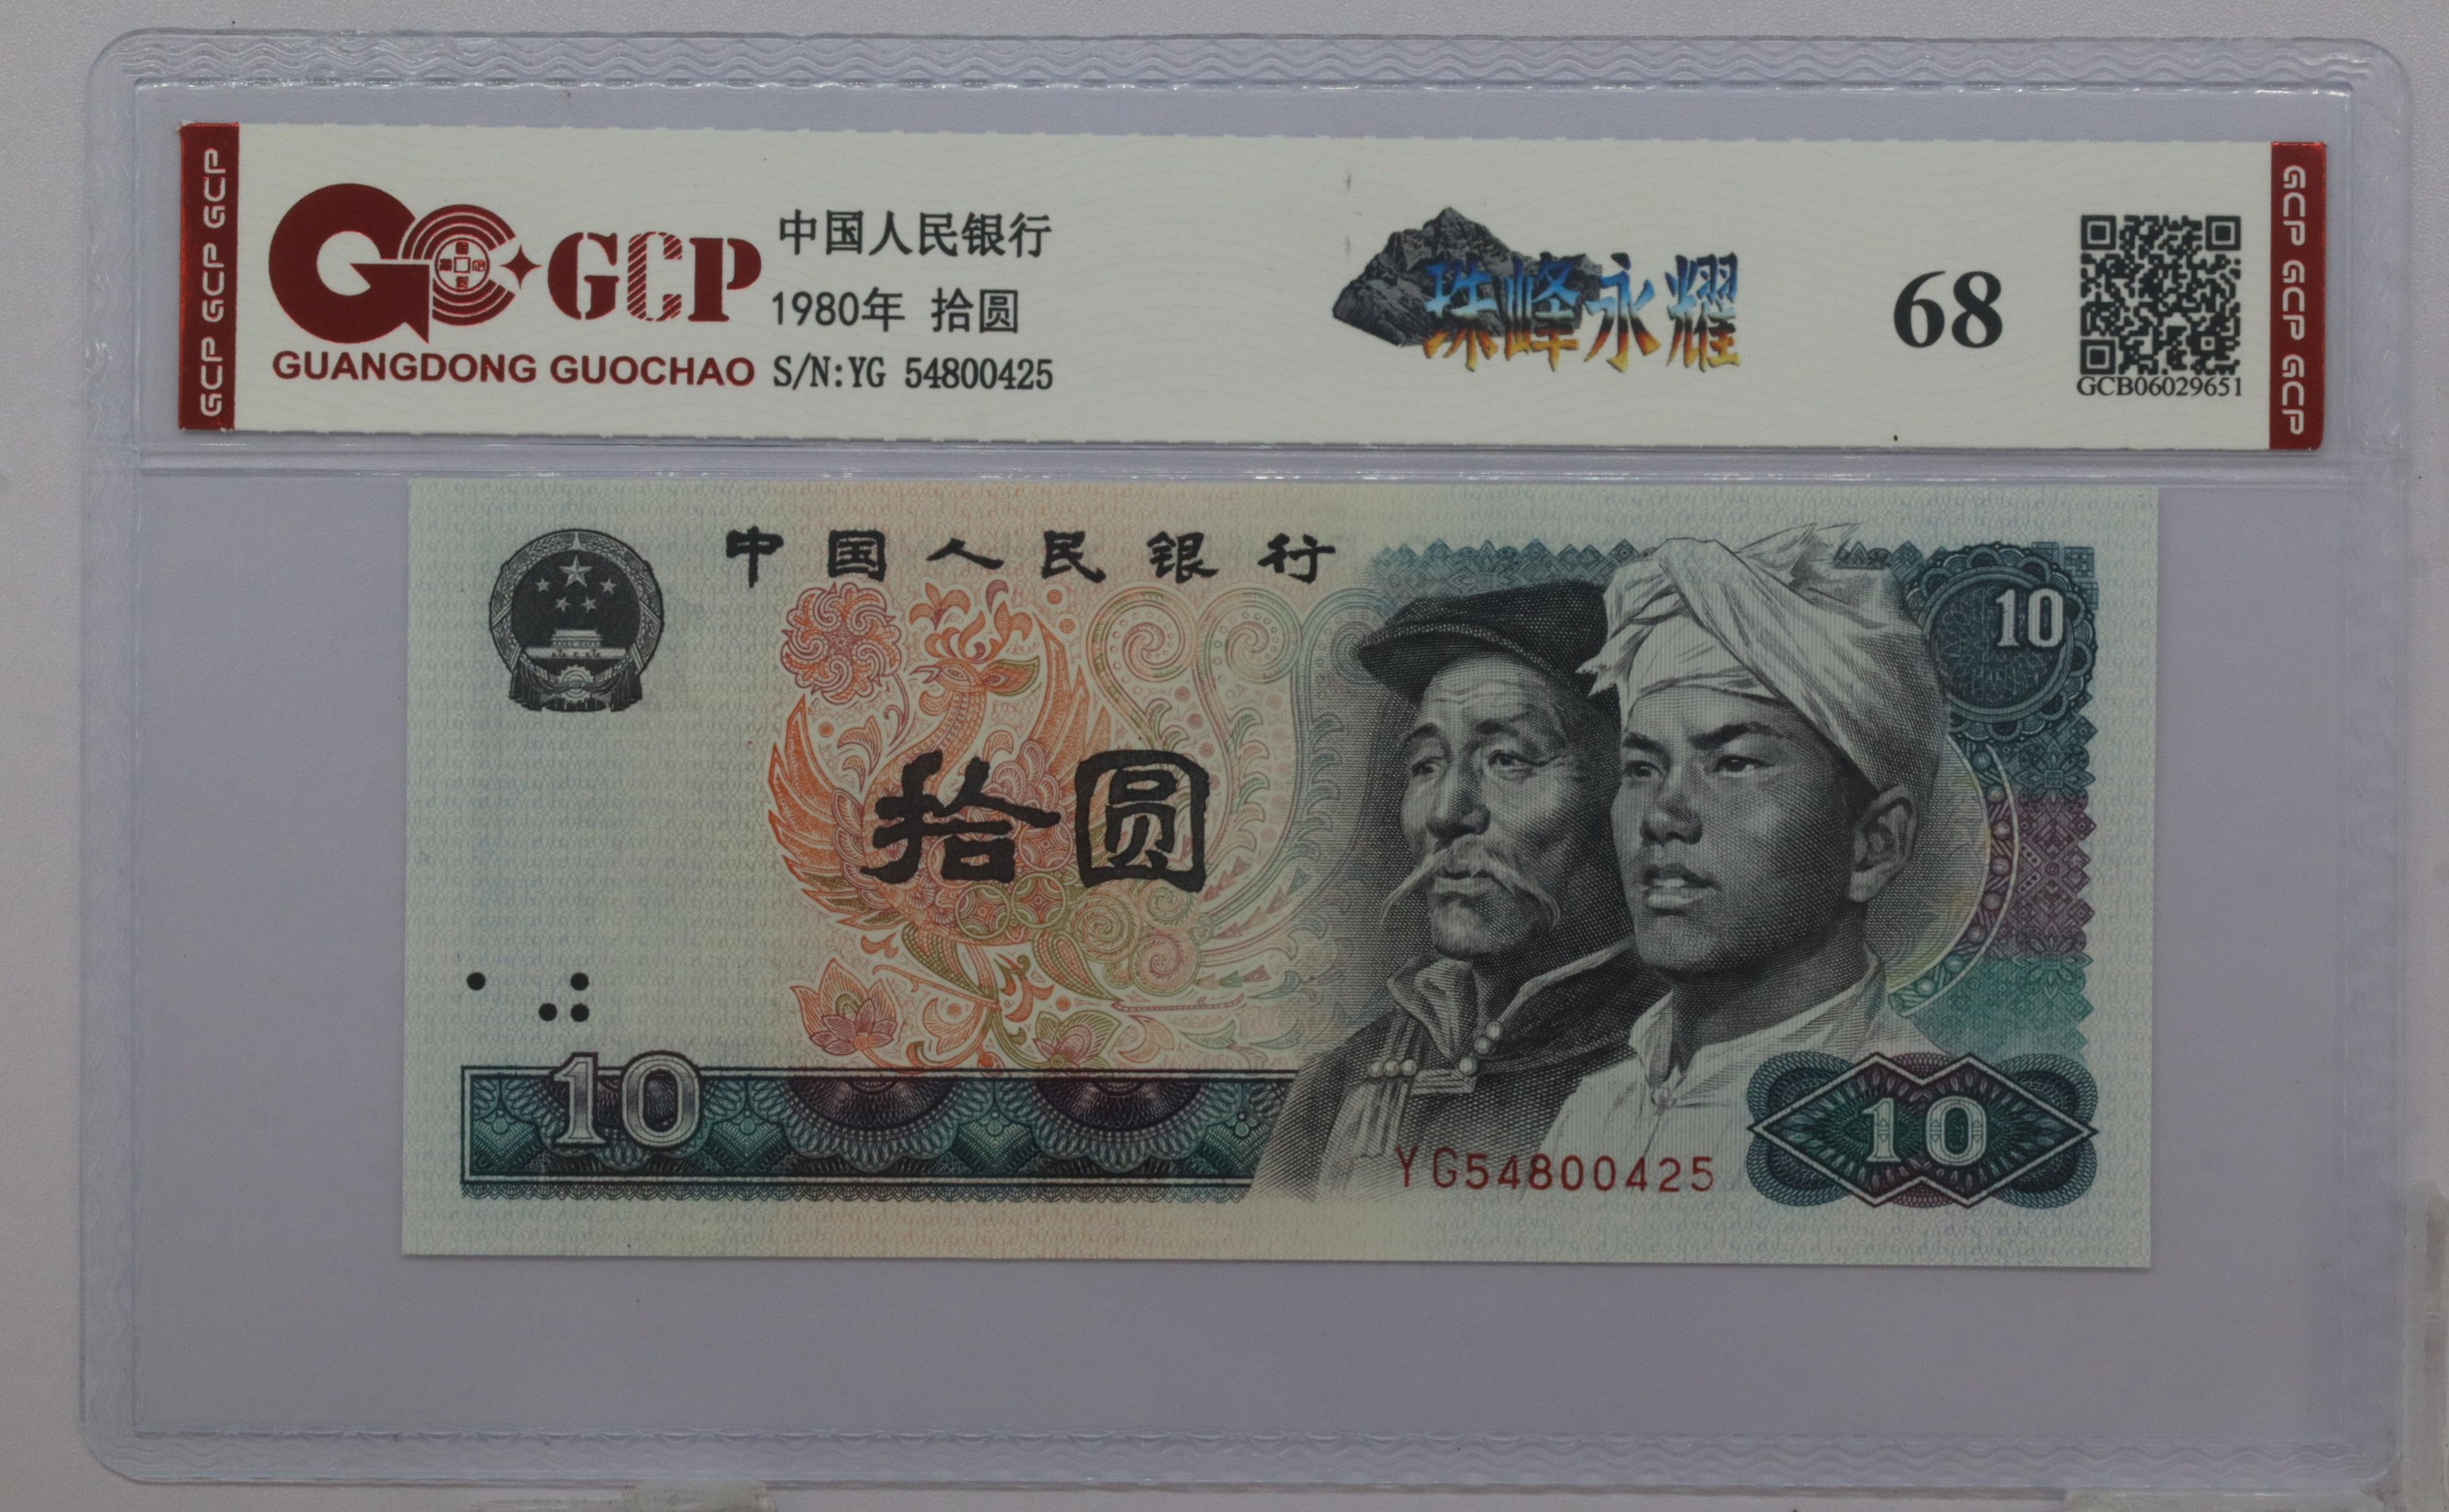 GCP GCP GCP
GCP
GUANGDONG GUOCHAO
中国人民银行
1980年 拾圆
S/N:YG 54800425
珠峰永耀
68
GCB06029651
GCP GCP GCP
中国人民银行
10
拾圆
10
YG54800425
10